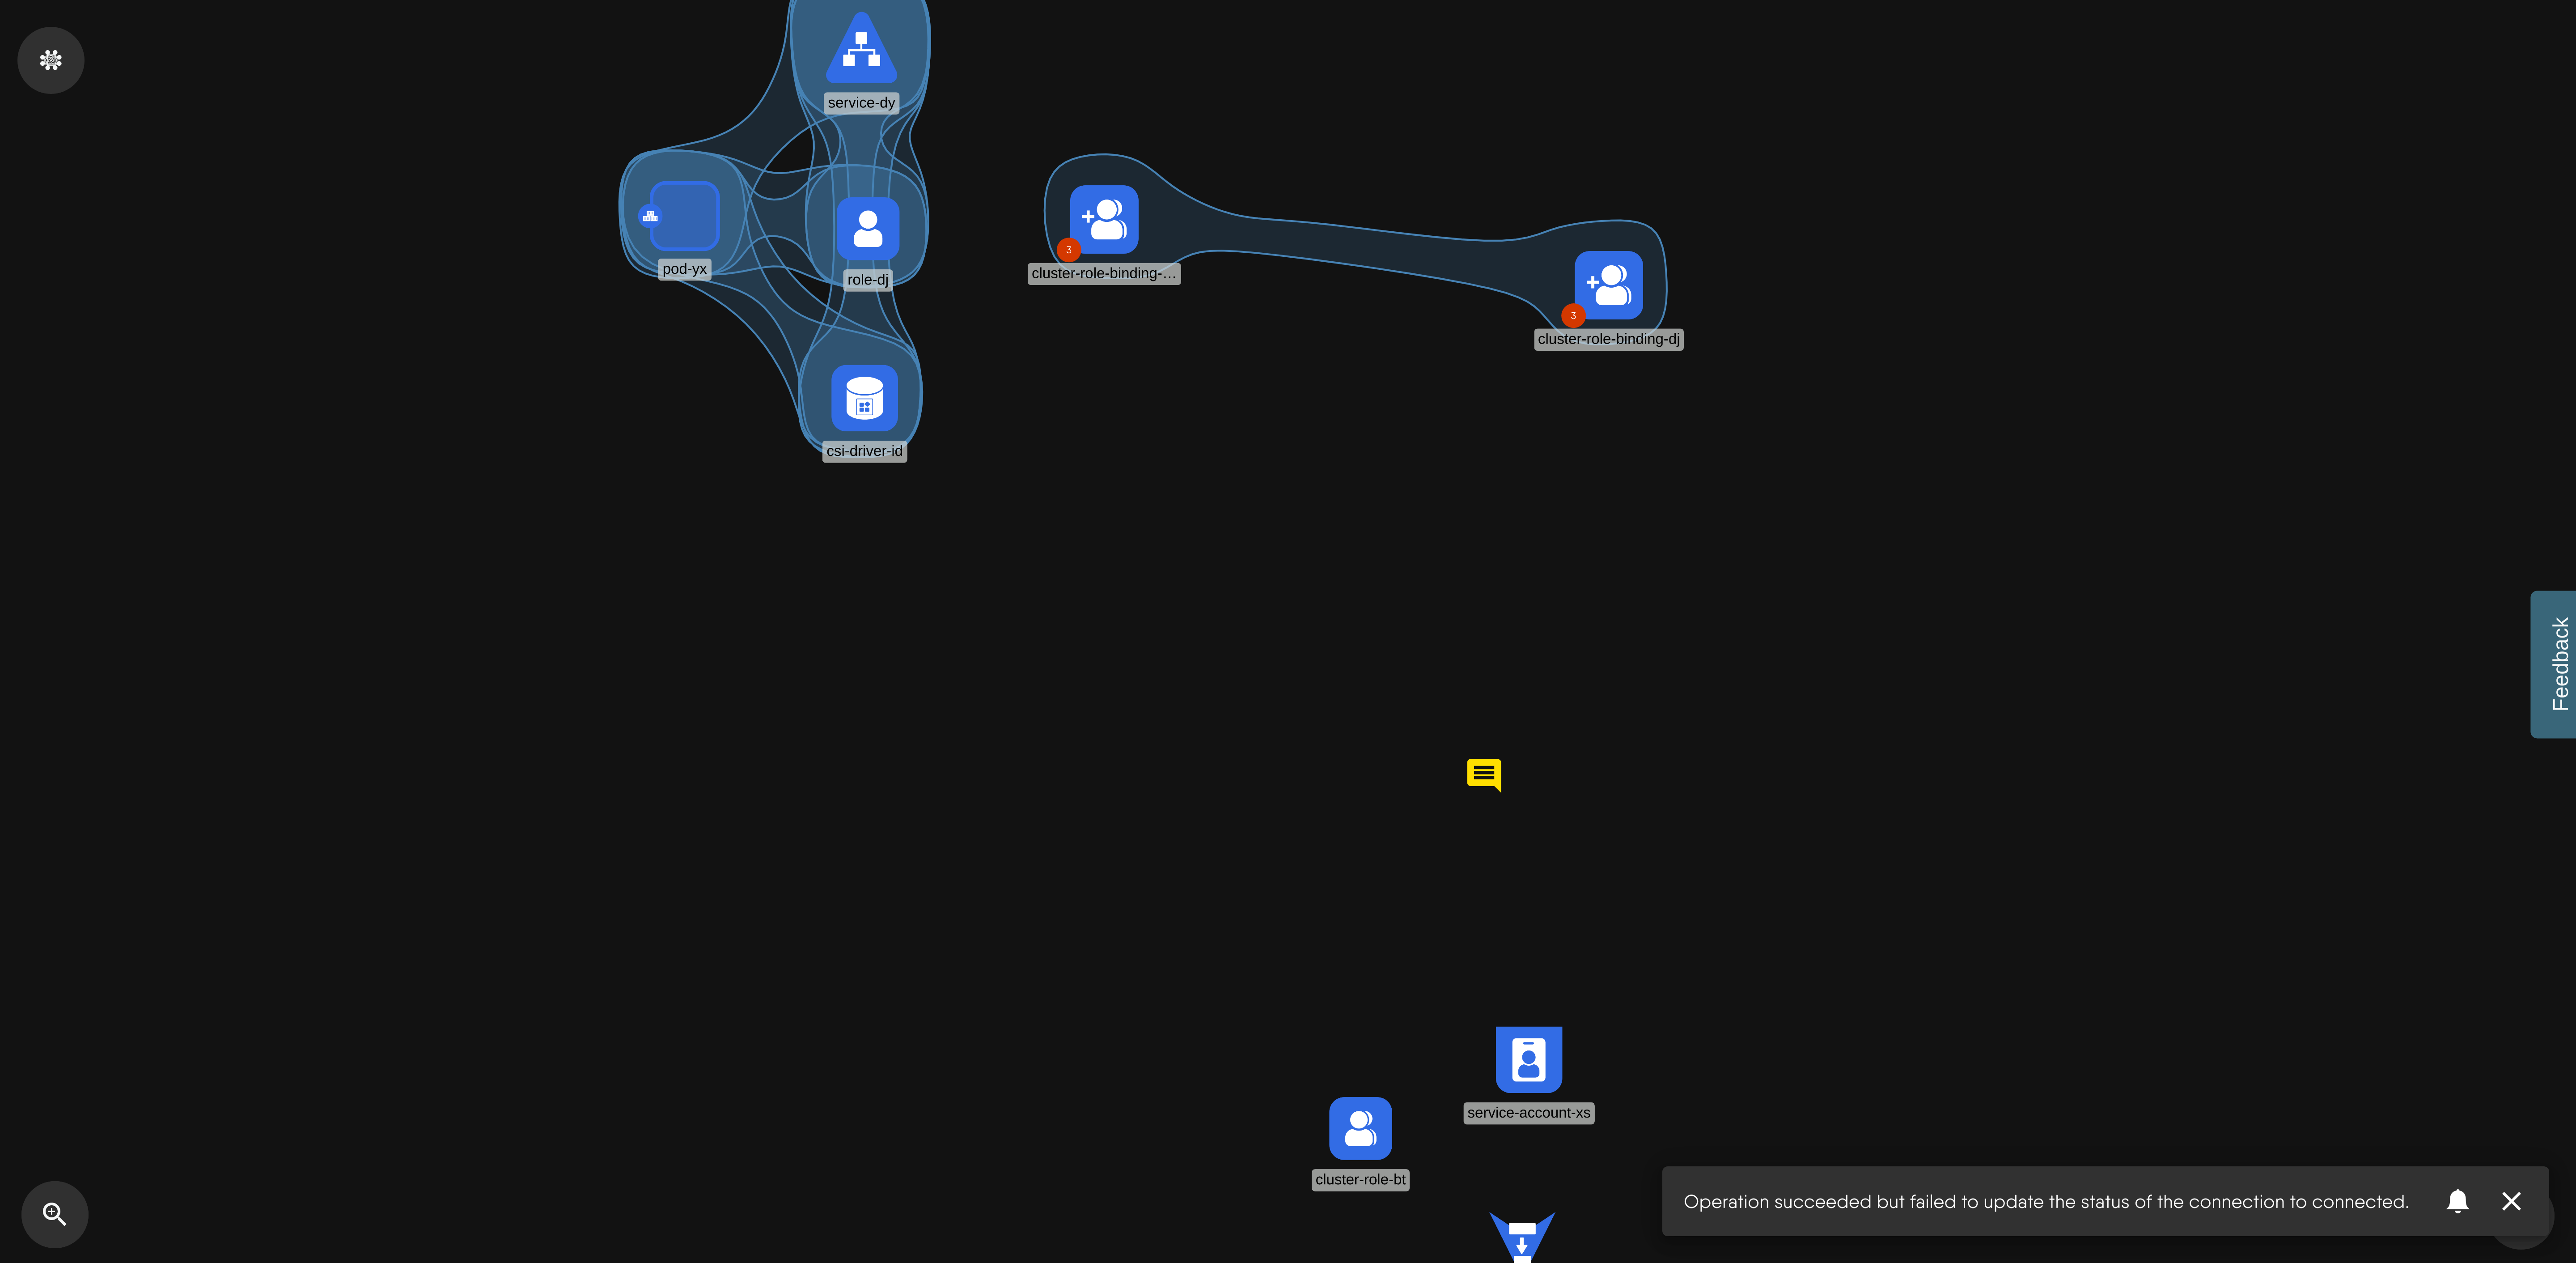 service-dy
pod-yx
role-dj
3
cluster-role-binding-...
3
cluster-role-binding-dj
csi-driver-id
Feedback
service-account-xs
cluster-role-bt
Operation succeeded but failed to update the status of the connection to connected.